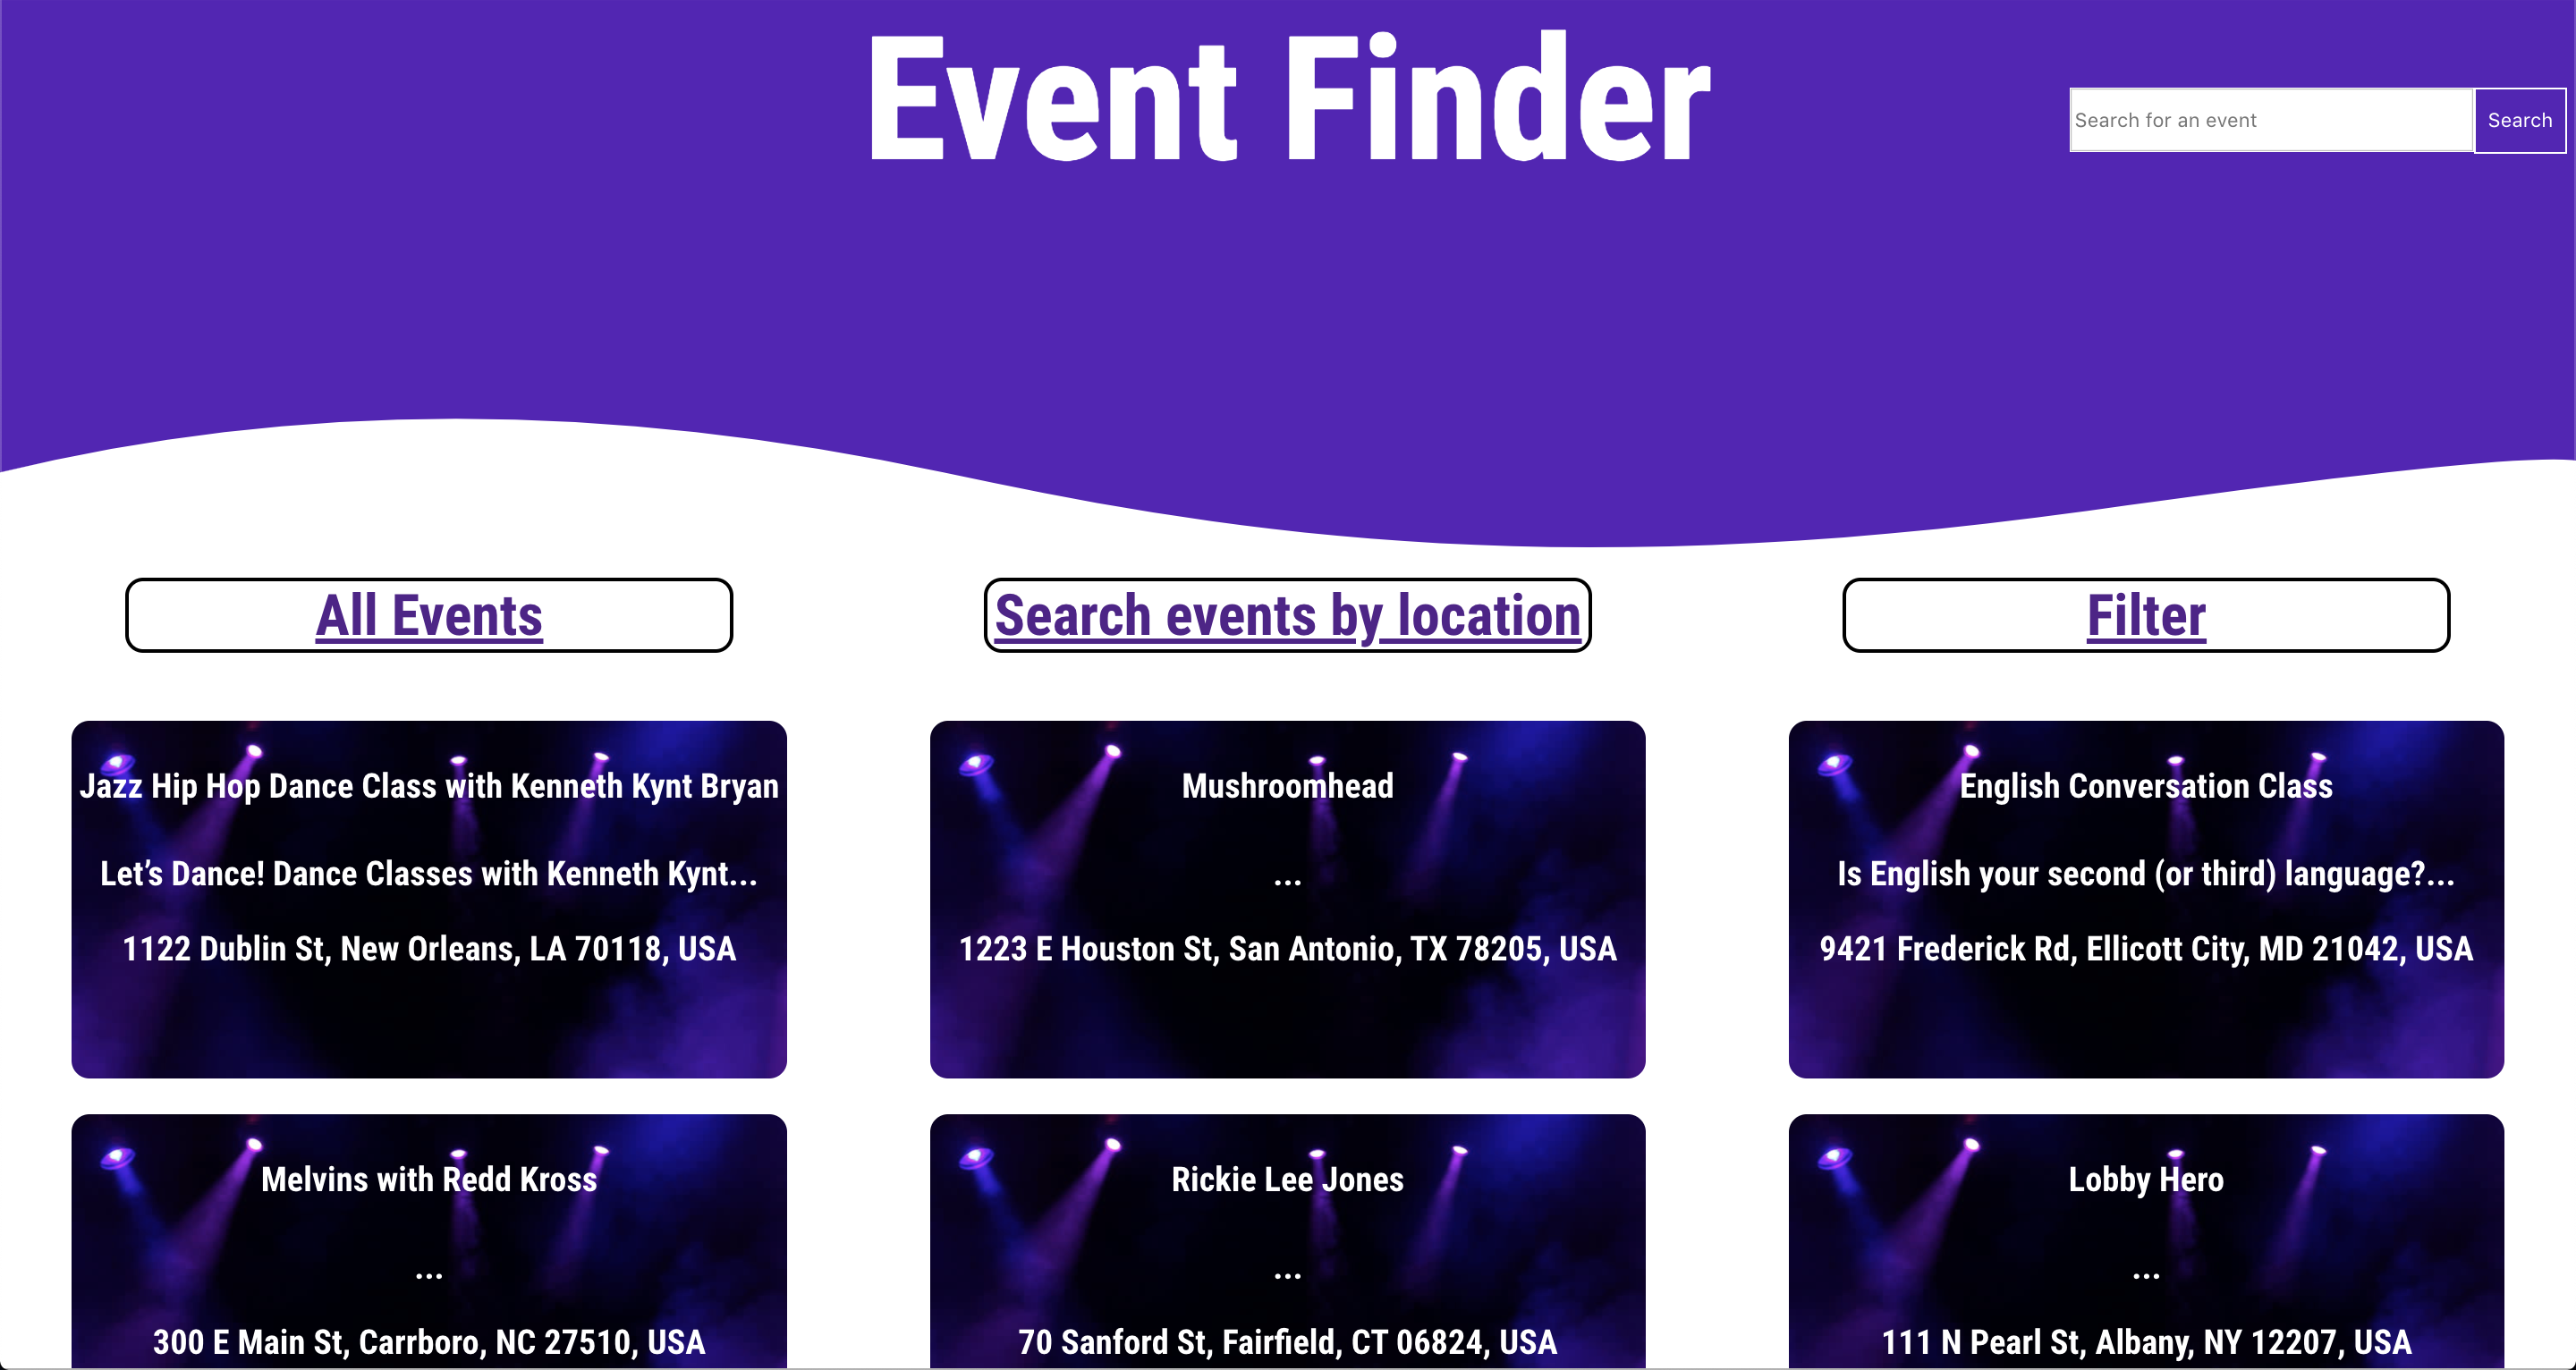 Event Finder
Search for an event
Search
All Events
Search events by location
Filter
Jazz Hip Hop Dance Class with Kenneth Kynt Bryan
Let’s Dance! Dance Classes with Kenneth Kynt...
1122 Dublin St, New Orleans, LA 70118, USA
Mushroomhead
...
1223 E Houston St, San Antonio, TX 78205, USA
English Conversation Class
Is English your second (or third) language?...
9421 Frederick Rd, Ellicott City, MD 21042, USA
Melvins with Redd Kross
...
300 E Main St, Carrboro, NC 27510, USA
Rickie Lee Jones
...
70 Sanford St, Fairfield, CT 06824, USA
Lobby Hero
...
111 N Pearl St, Albany, NY 12207, USA